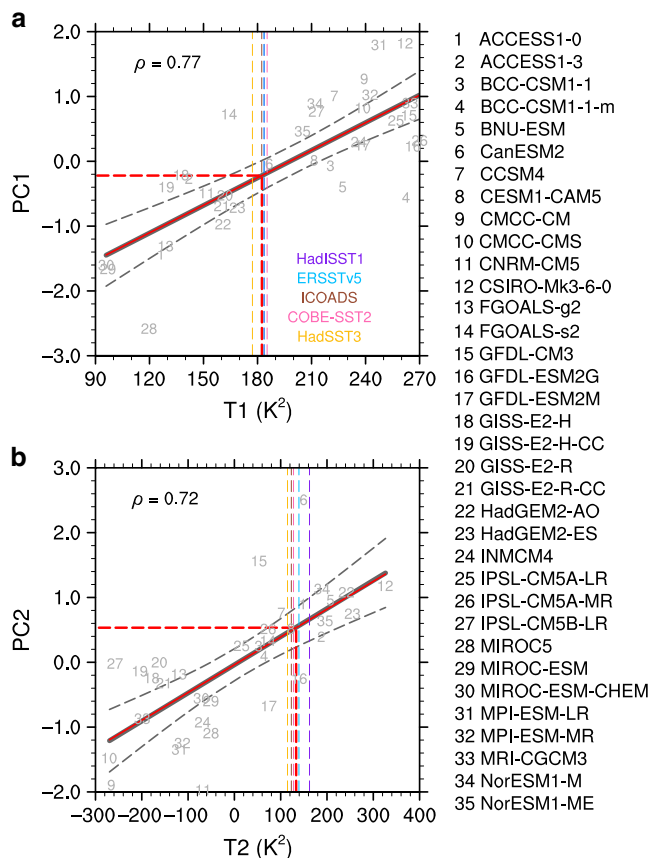 a
2.0
1.0
0.0
-1.0
-2.0
-3.0
PC1
ρ = 0.77
HadISST1
ERSSTv5
ICOADS
COBE-SST2
HadSST3
90 120 150 180 210 240 270
T1 (K²)
b
3.0
2.0
1.0
0.0
-1.0
-2.0
PC2
ρ = 0.72
-300 -200 -100 0 100 200 300 400
T2 (K²)
1 ACCESS1-0
2 ACCESS1-3
3 BCC-CSM1-1
4 BCC-CSM1-1-m
5 BNU-ESM
6 CanESM2
7 CCSM4
8 CESM1-CAM5
9 CMCC-CM
10 CMCC-CMS
11 CNRM-CM5
12 CSIRO-Mk3-6-0
13 FGOALS-g2
14 FGOALS-s2
15 GFDL-CM3
16 GFDL-ESM2G
17 GFDL-ESM2M
18 GISS-E2-H
19 GISS-E2-H-CC
20 GISS-E2-R
21 GISS-E2-R-CC
22 HadGEM2-AO
23 HadGEM2-ES
24 INMCM4
25 IPSL-CM5A-LR
26 IPSL-CM5A-MR
27 IPSL-CM5B-LR
28 MIROC5
29 MIROC-ESM
30 MIROC-ESM-CHEM
31 MPI-ESM-LR
32 MPI-ESM-MR
33 MRI-CGCM3
34 NorESM1-M
35 NorESM1-ME